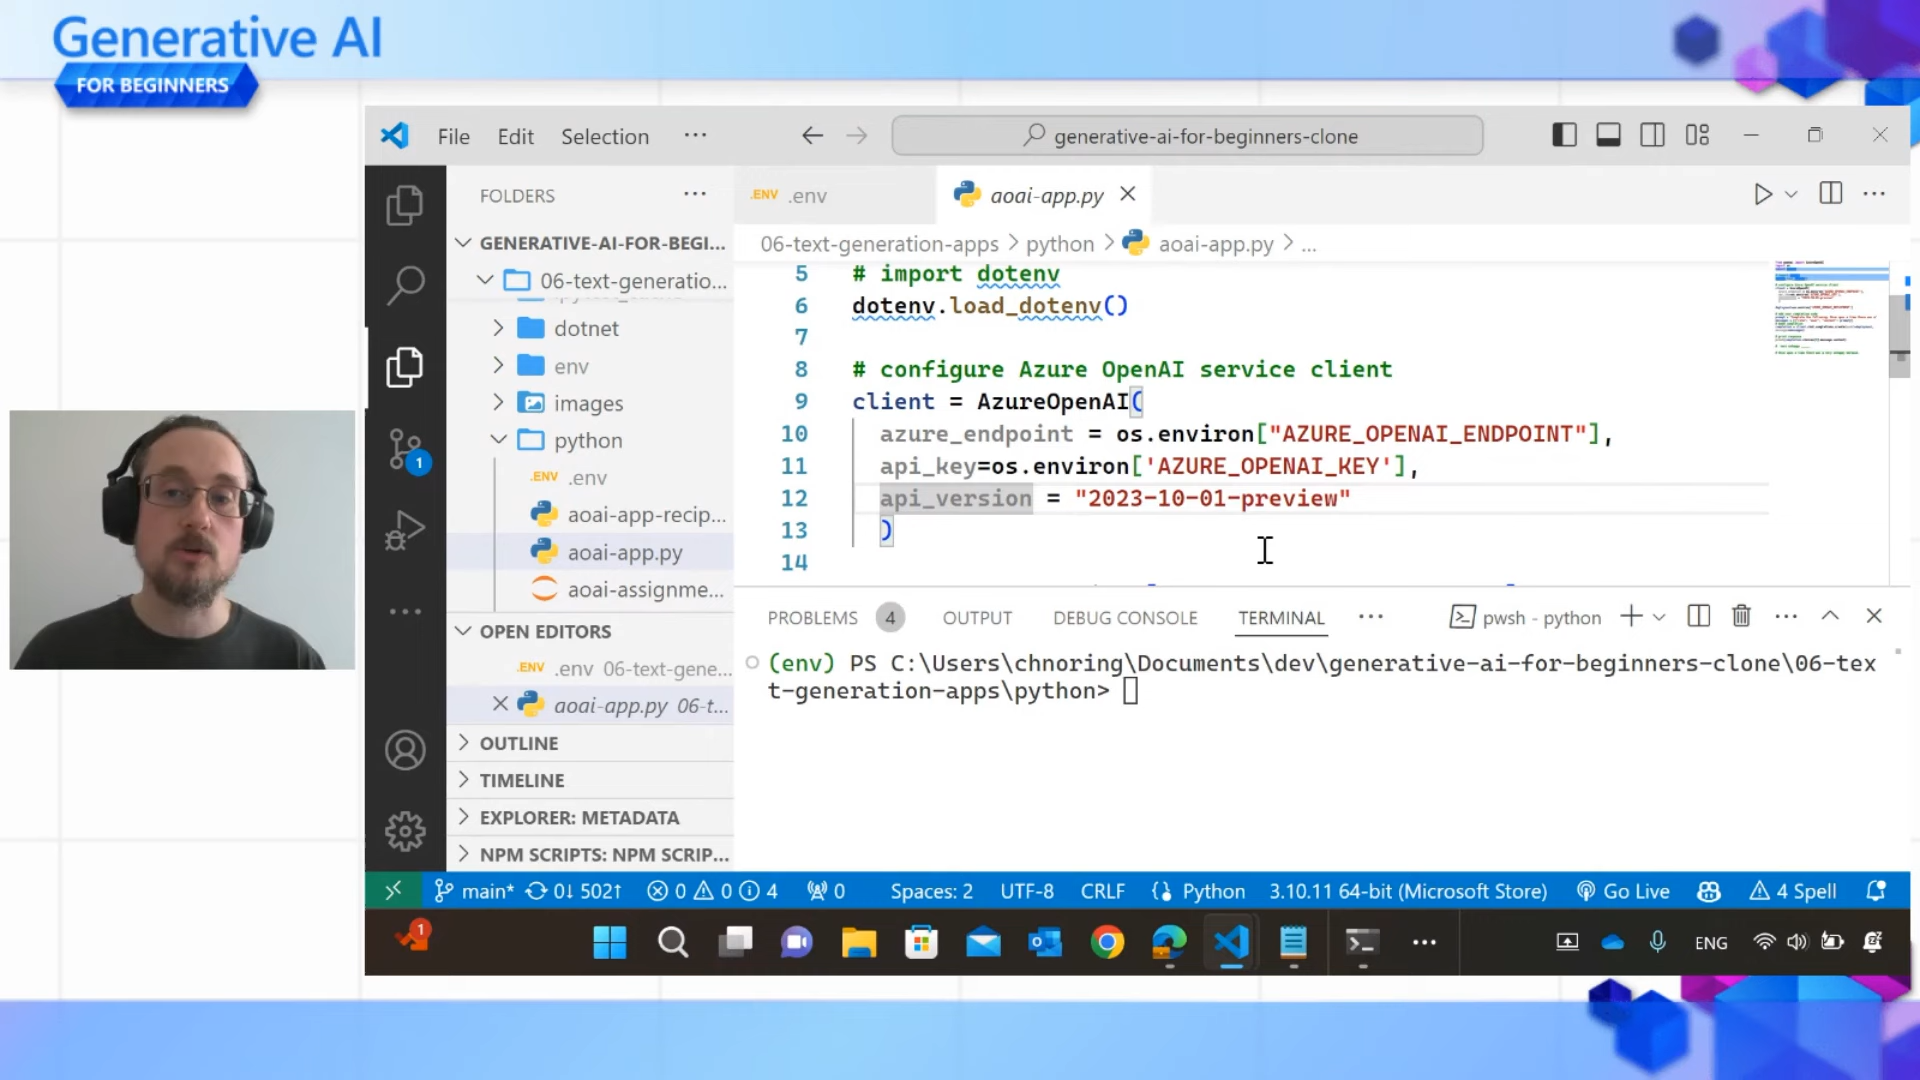 Generative AI
FOR BEGINNERS
File Edit Selection ···
generative-ai-for-beginners-clone
FOLDERS ···
GENERATIVE-AI-FOR-BEGI...
06-text-generatio...
dotnet
env
images
python
.ENV .env
aoai-app-recip...
aoai-app.py
aoai-assignme...
OPEN EDITORS
.ENV .env 06-text-gene...
aoai-app.py 06-t...
OUTLINE
TIMELINE
EXPLORER: METADATA
NPM SCRIPTS: NPM SCRIP...
.ENV .env
aoai-app.py
06-text-generation-apps > python > aoai-app.py > ...
5 # import dotenv
6 dotenv.load_dotenv()
7
8 # configure Azure OpenAI service client
9 client = AzureOpenAI(
10 azure_endpoint = os.environ["AZURE_OPENAI_ENDPOINT"],
11 api_key=os.environ['AZURE_OPENAI_KEY'],
12 api_version = "2023-10-01-preview"
13 )
14
PROBLEMS 4 OUTPUT DEBUG CONSOLE TERMINAL ··· pwsh - python
(env) PS C:\Users\chnoring\Documents\dev\generative-ai-for-beginners-clone\06-tex
t-generation-apps\python>
1
main* 0↓ 502↑ 0 0 4 0 Spaces: 2 UTF-8 CRLF Python 3.10.11 64-bit (Microsoft Store) Go Live 4 Spell
1
ENG